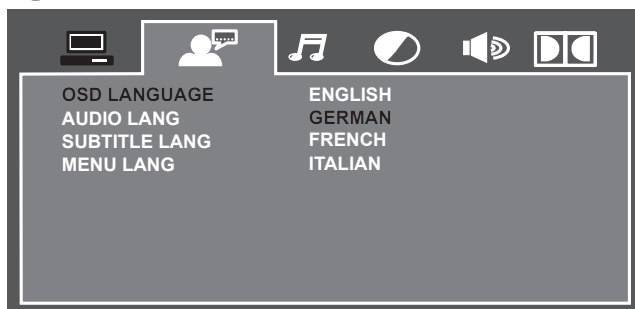 OSD LANGUAGE ENGLISH
AUDIO LANG GERMAN
SUBTITLE LANG FRENCH
MENU LANG ITALIAN